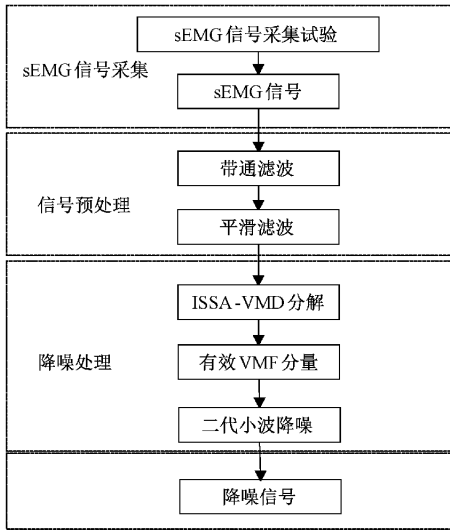 sEMG信号采集试验
sEMG信号采集
sEMG信号
带通滤波
信号预处理
平滑滤波
ISSA-VMD分解
降噪处理
有效VMF分量
二代小波降噪
降噪信号